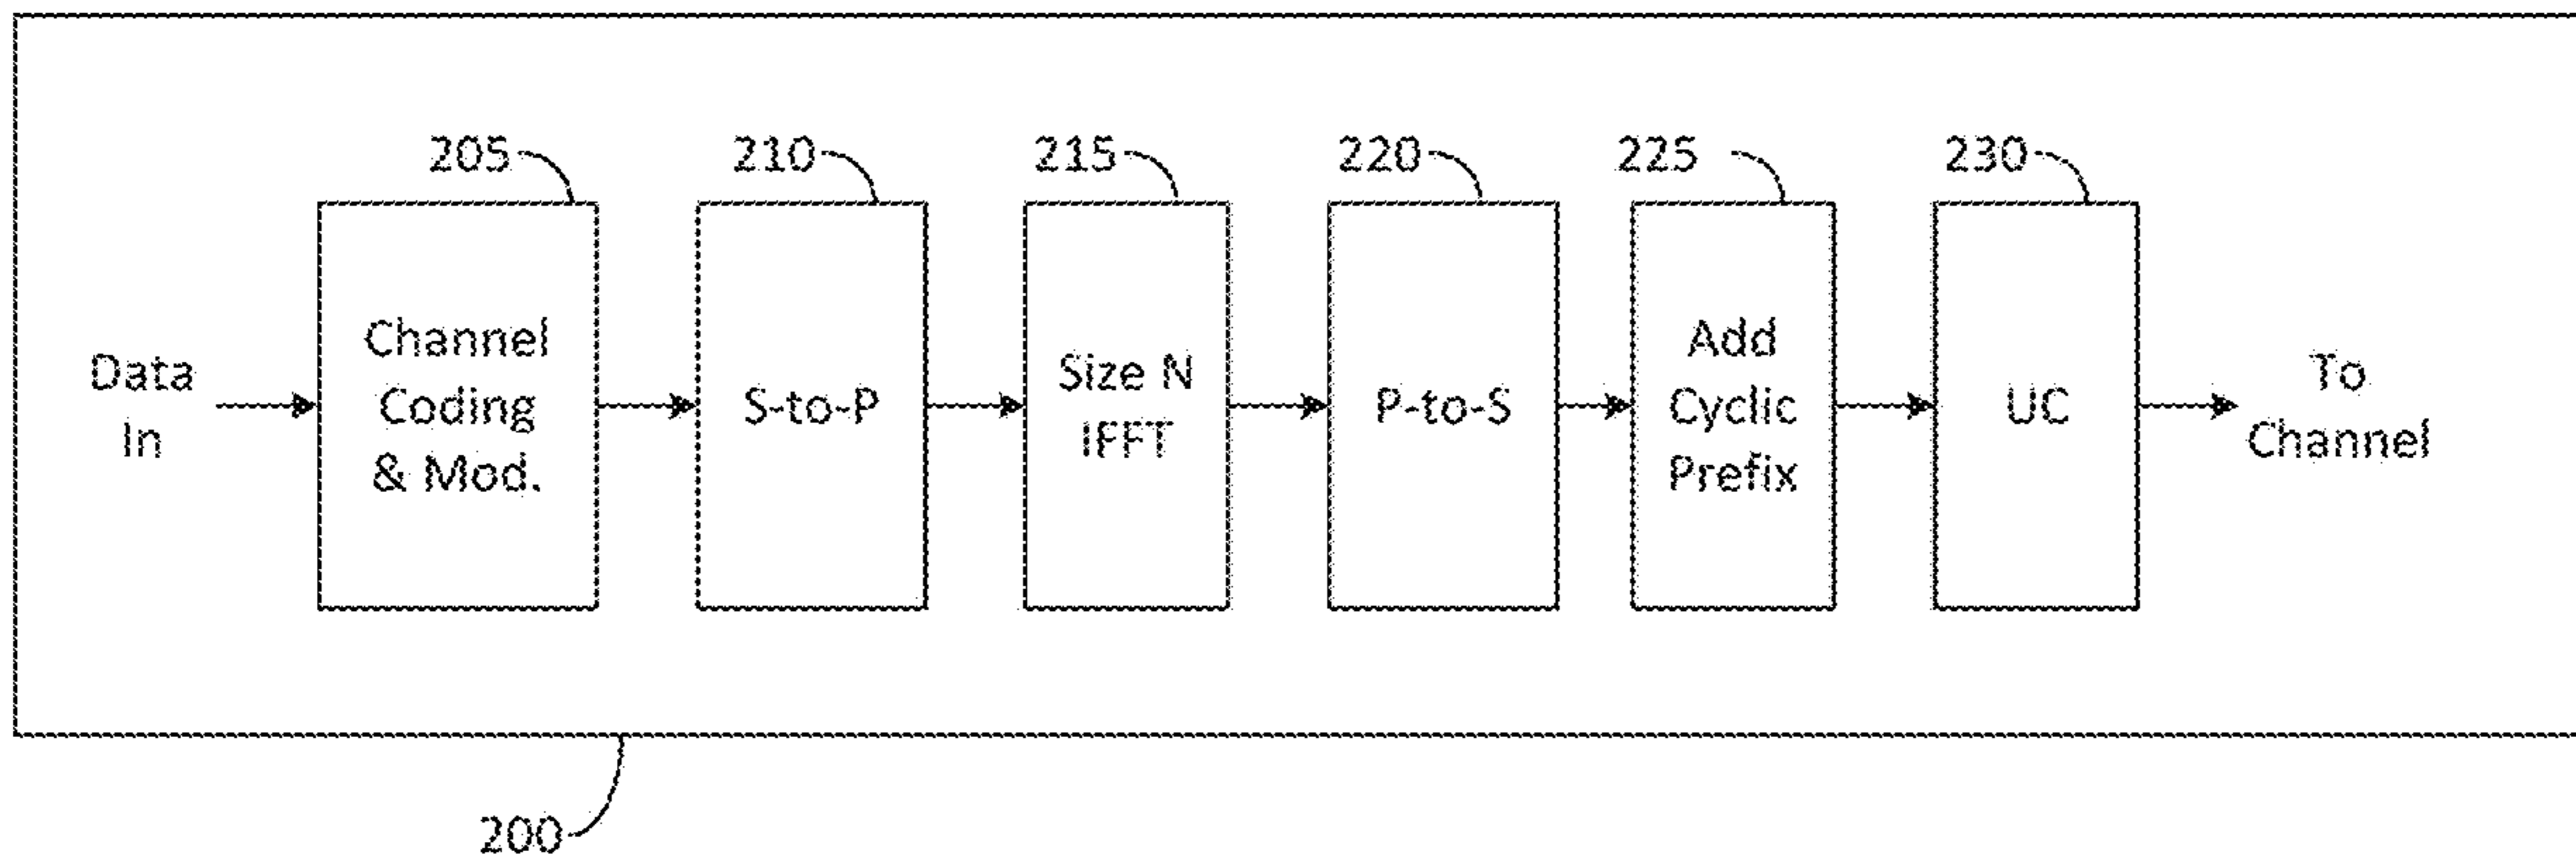 205
210
215
220
225
230
Data
In
Channel
Coding
& Mod.
S-to-P
Size N
IFFT
P-to-S
Add
Cyclic
Prefix
UC
To
Channel
200